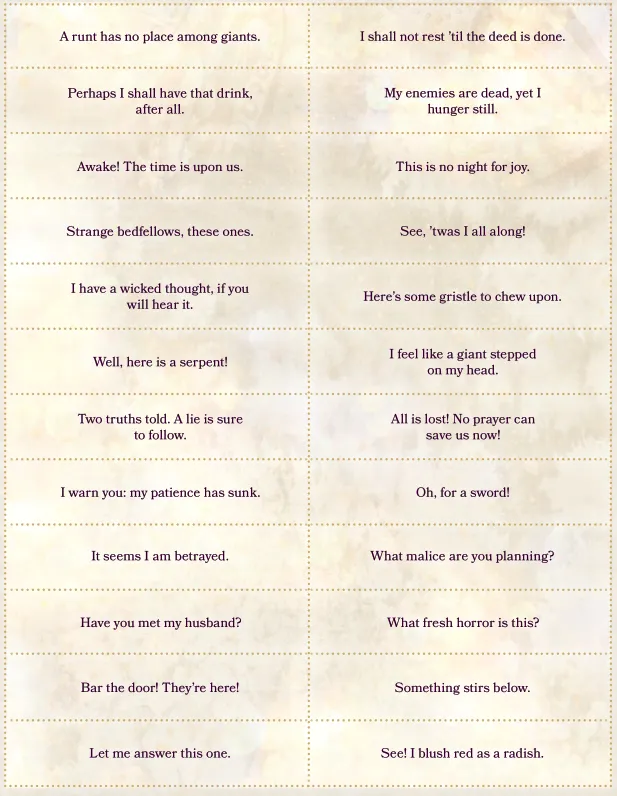 A runt has no place among giants.
I shall not rest ’til the deed is done.
Perhaps I shall have that drink,
after all.
My enemies are dead, yet I
hunger still.
Awake! The time is upon us.
This is no night for joy.
Strange bedfellows, these ones.
See, ’twas I all along!
I have a wicked thought, if you
will hear it.
Here’s some gristle to chew upon.
Well, here is a serpent!
I feel like a giant stepped
on my head.
Two truths told. A lie is sure
to follow.
All is lost! No prayer can
save us now!
I warn you: my patience has sunk.
Oh, for a sword!
It seems I am betrayed.
What malice are you planning?
Have you met my husband?
What fresh horror is this?
Bar the door! They’re here!
Something stirs below.
Let me answer this one.
See! I blush red as a radish.